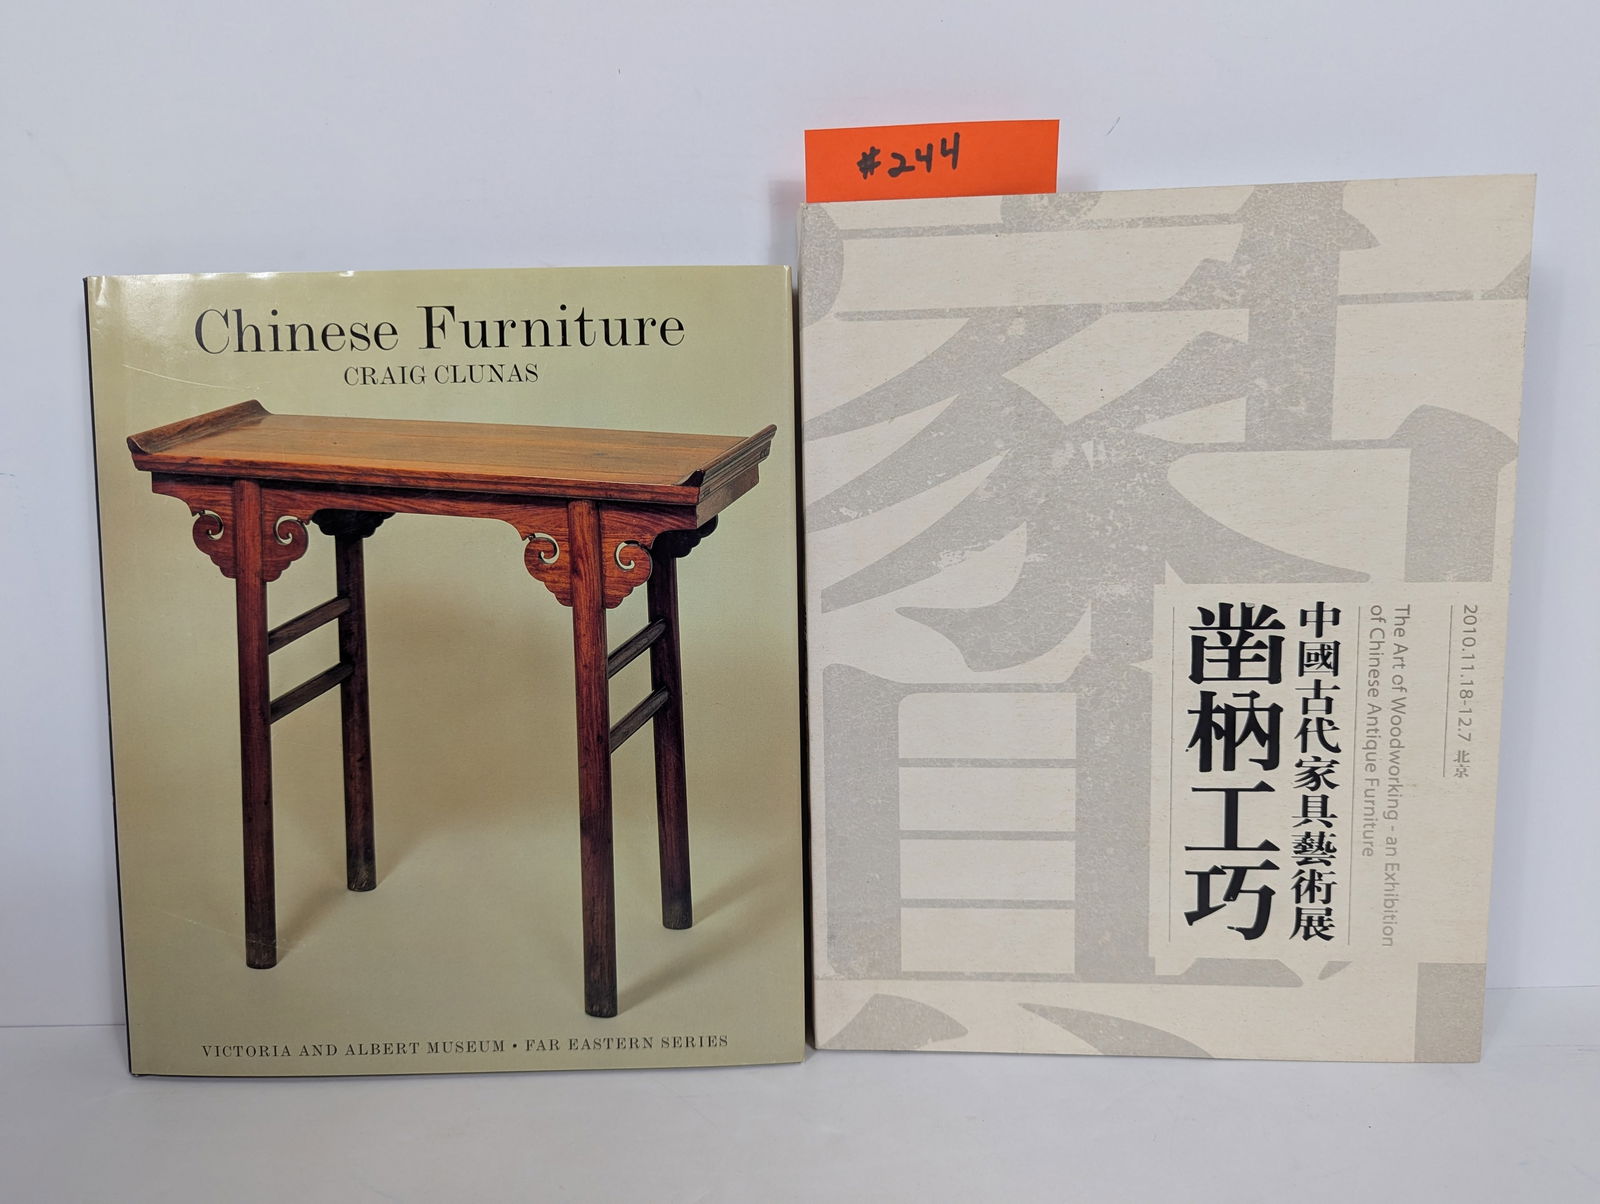 #244
Chinese Furniture
CRAIG CLUNAS
VICTORIA AND ALBERT MUSEUM • FAR EASTERN SERIES
2010.11.18-12.7 北京
The Art of Woodworking - an Exhibition
of Chinese Antique Furniture
中國古代家具藝術展
凿枘工巧